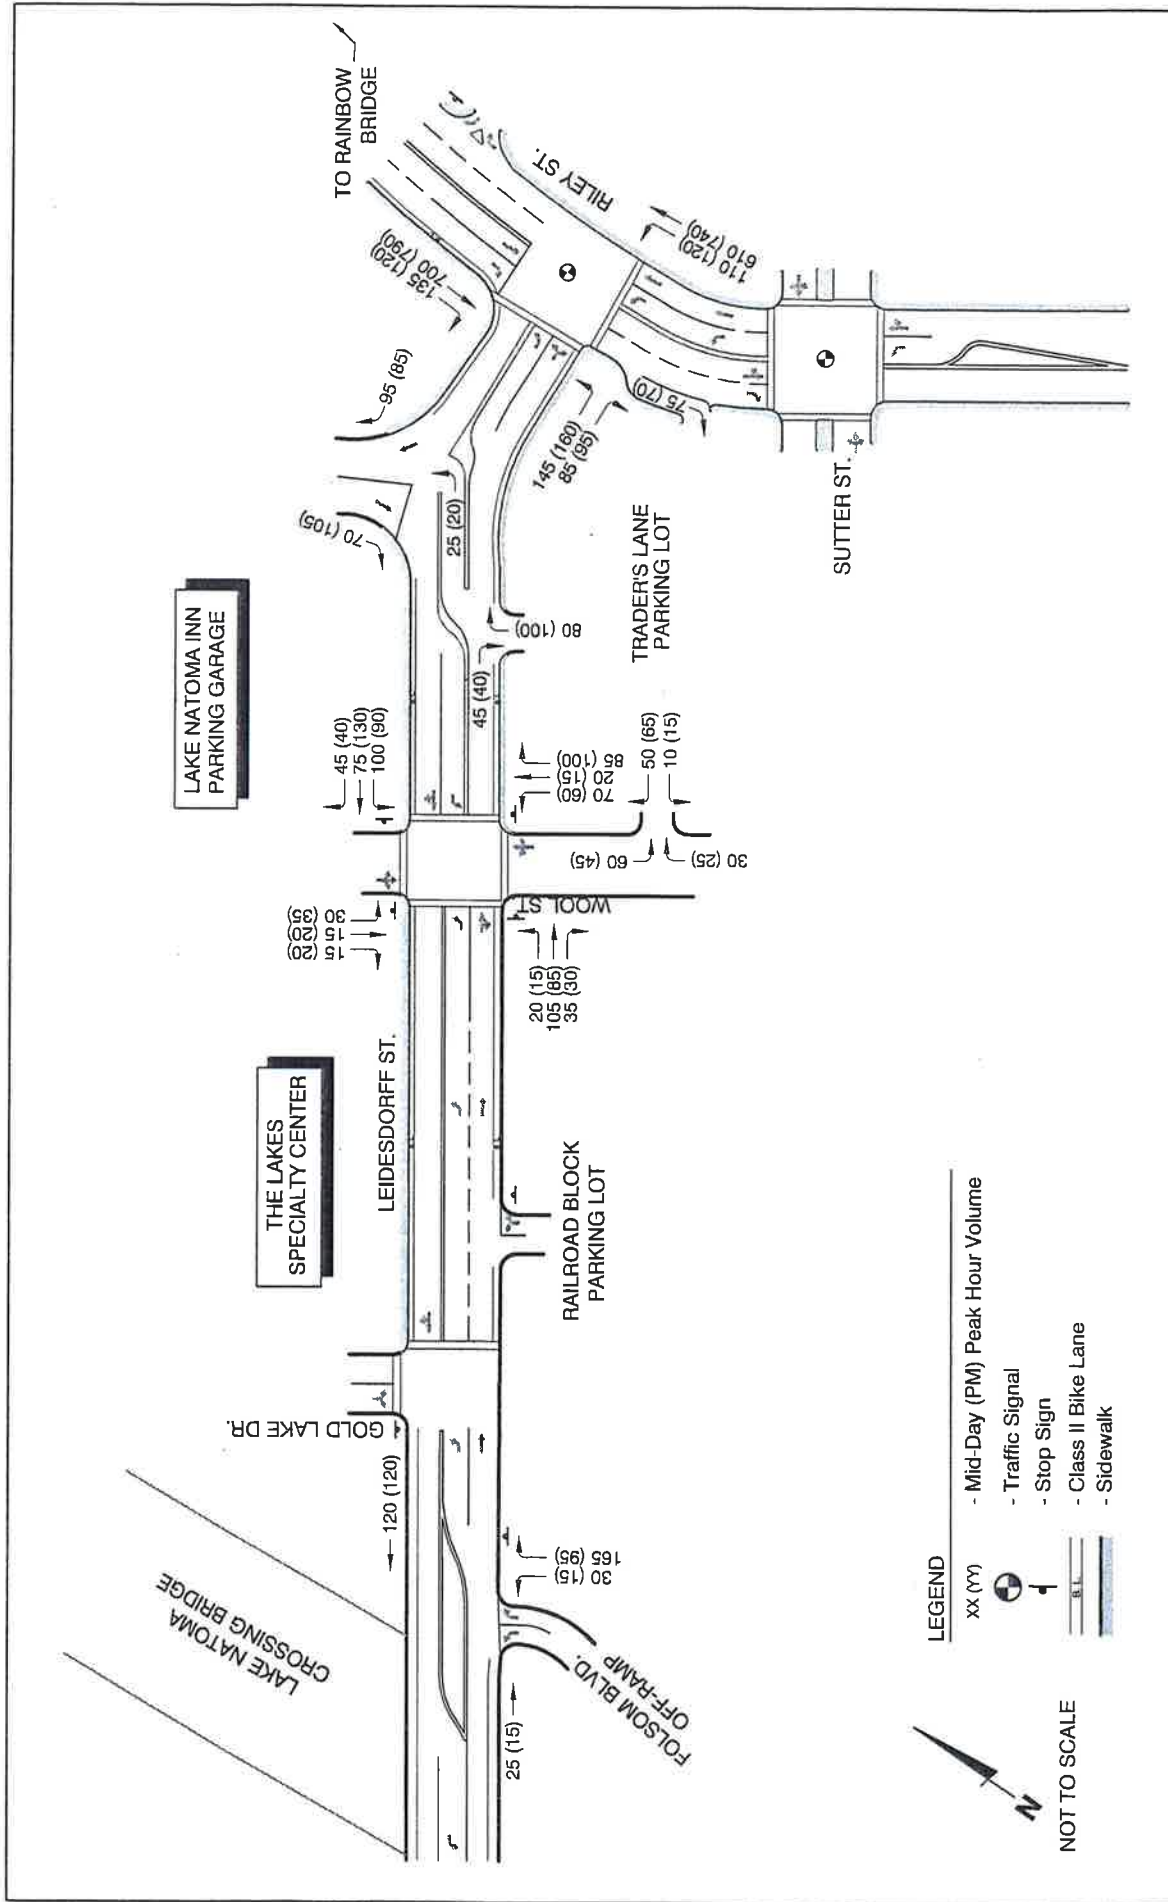 TO RAINBOW
BRIDGE
RILEY ST.
135 (120)
700 (790)
110 (120)
610 (740)
95 (85)
75 (70)
145 (160)
85 (95)
SUTTER ST.
70 (105)
25 (20)
LAKE NATOMA INN
PARKING GARAGE
80 (100)
45 (40)
TRADER'S LANE
PARKING LOT
45 (40)
75 (130)
100 (90)
85 (100)
20 (15)
70 (60)
50 (65)
10 (15)
60 (45)
30 (25)
WOOL ST
30 (35)
15 (20)
15 (20)
20 (15)
105 (85)
35 (30)
THE LAKES
SPECIALTY CENTER
LEIDESDORFF ST.
RAILROAD BLOCK
PARKING LOT
GOLD LAKE DR.
120 (120)
LAKE NATOMA
CROSSING BRIDGE
165 (95)
30 (15)
25 (15)
FOLSOM BLVD.
OFF-RAMP
LEGEND
XX (YY) - Mid-Day (PM) Peak Hour Volume
- Traffic Signal
- Stop Sign
B.L. - Class II Bike Lane
- Sidewalk
N
NOT TO SCALE